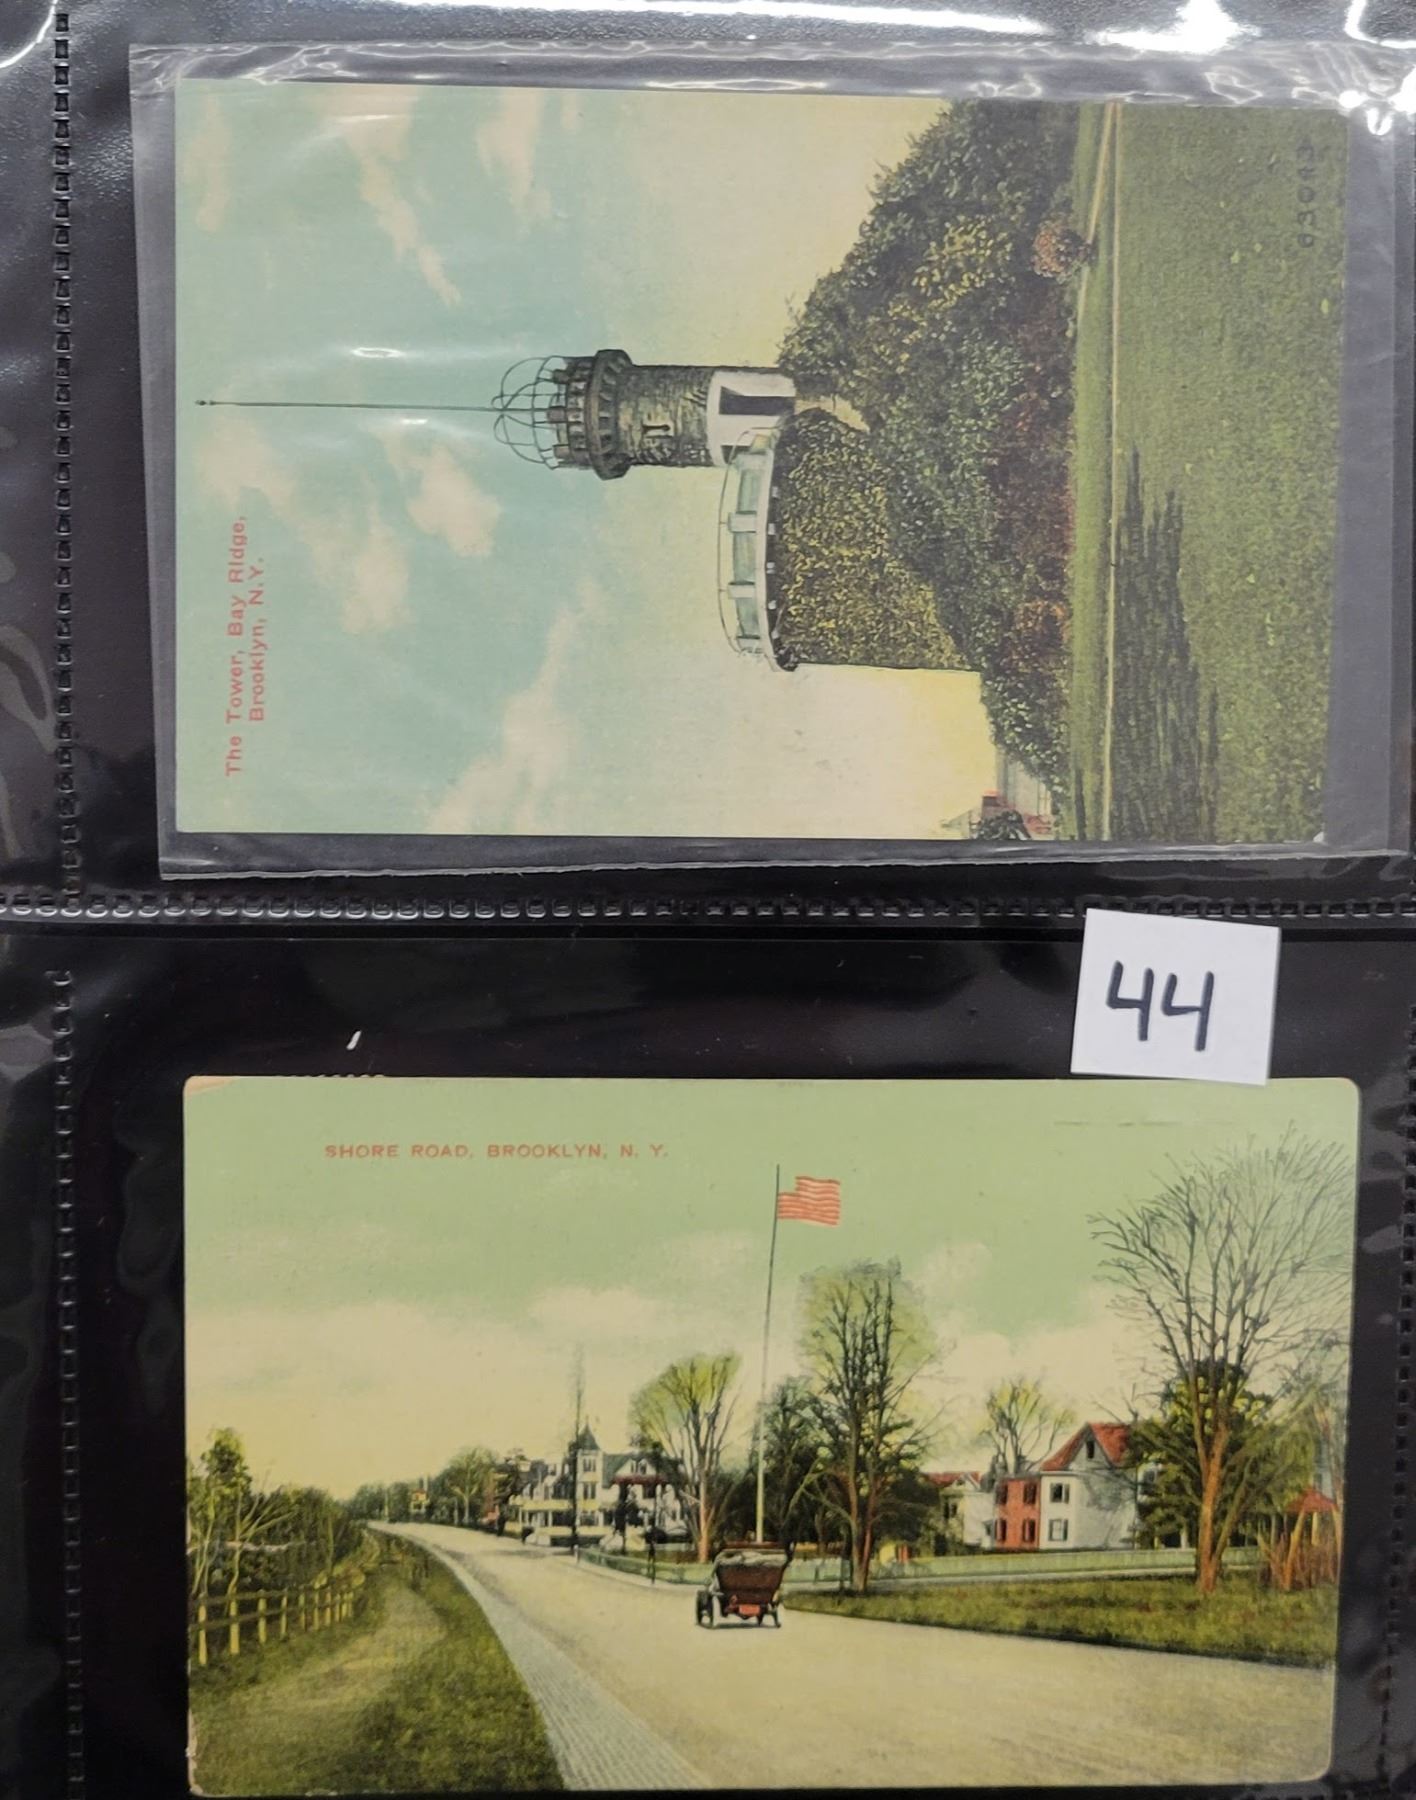 The Tower, Bay Ridge,
Brooklyn, N.Y.
63043
44
SHORE ROAD, BROOKLYN, N. Y.